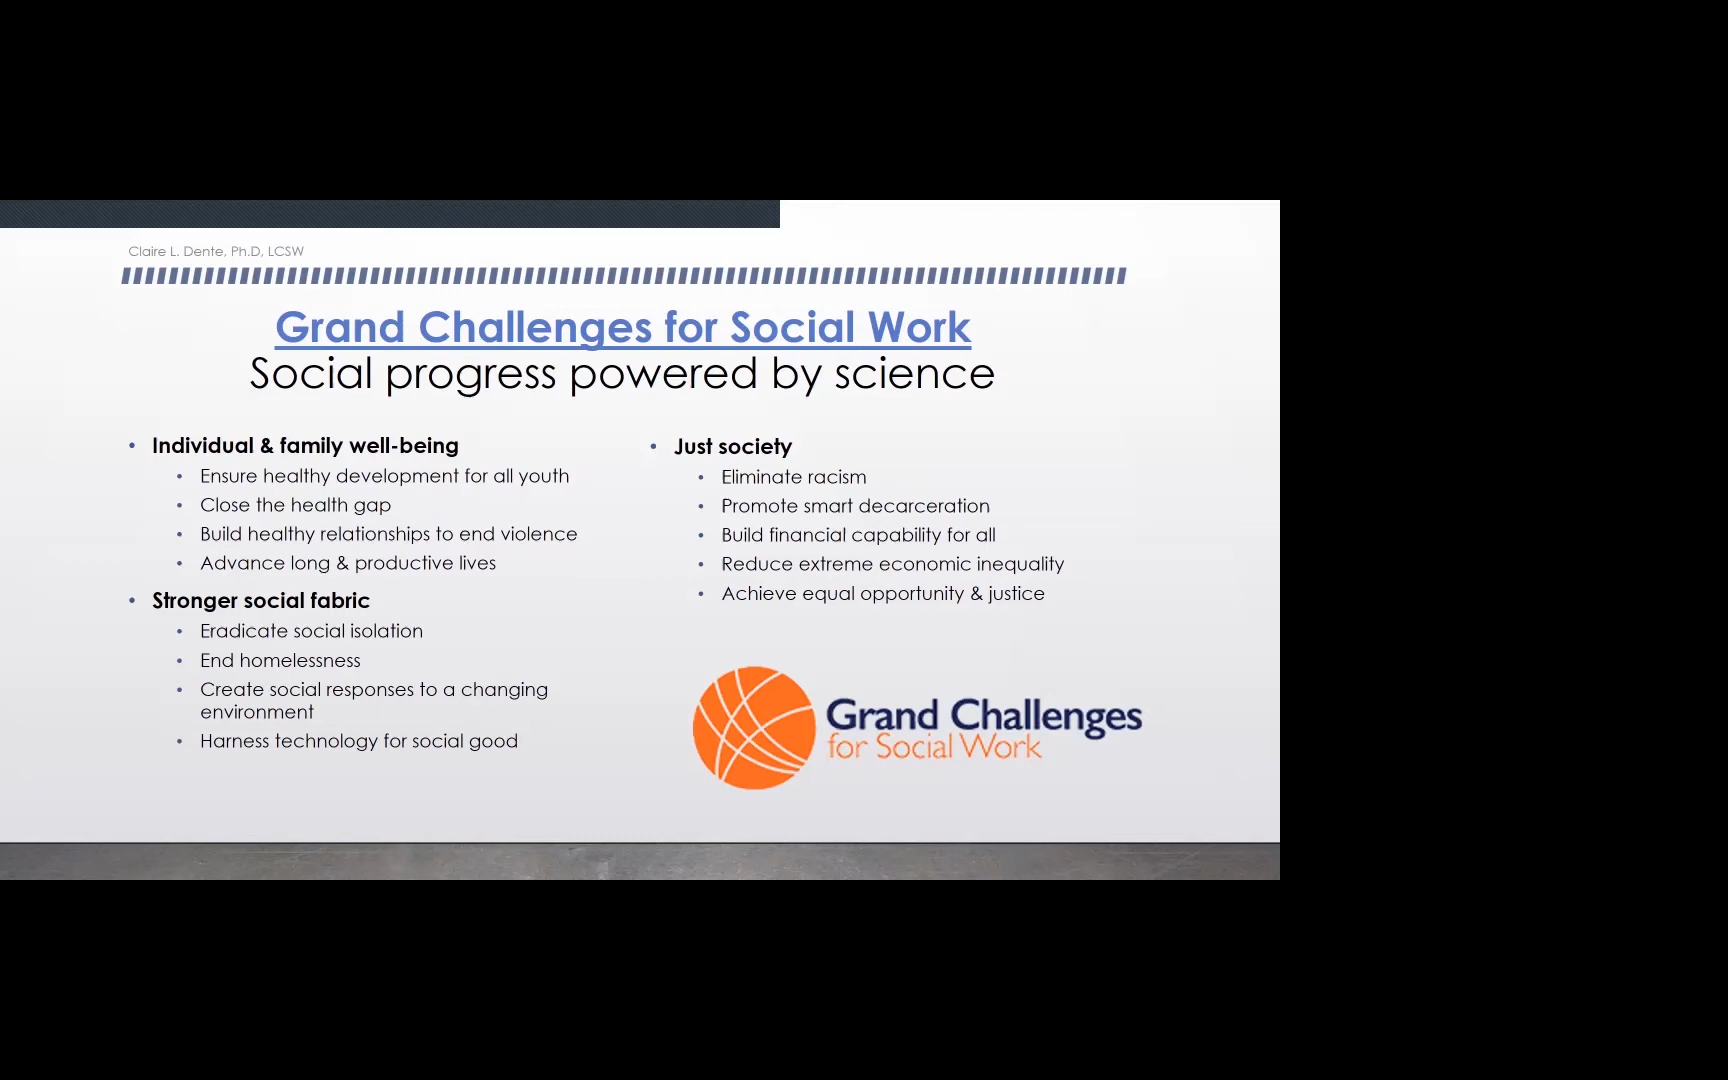 Claire L. Dente, Ph.D, LCSW
Grand Challenges for Social Work
Social progress powered by science
• Individual & family well-being
• Ensure healthy development for all youth
• Close the health gap
• Build healthy relationships to end violence
• Advance long & productive lives
• Stronger social fabric
• Eradicate social isolation
• End homelessness
• Create social responses to a changing
environment
• Harness technology for social good
• Just society
• Eliminate racism
• Promote smart decarceration
• Build financial capability for all
• Reduce extreme economic inequality
• Achieve equal opportunity & justice
Grand Challenges
for Social Work